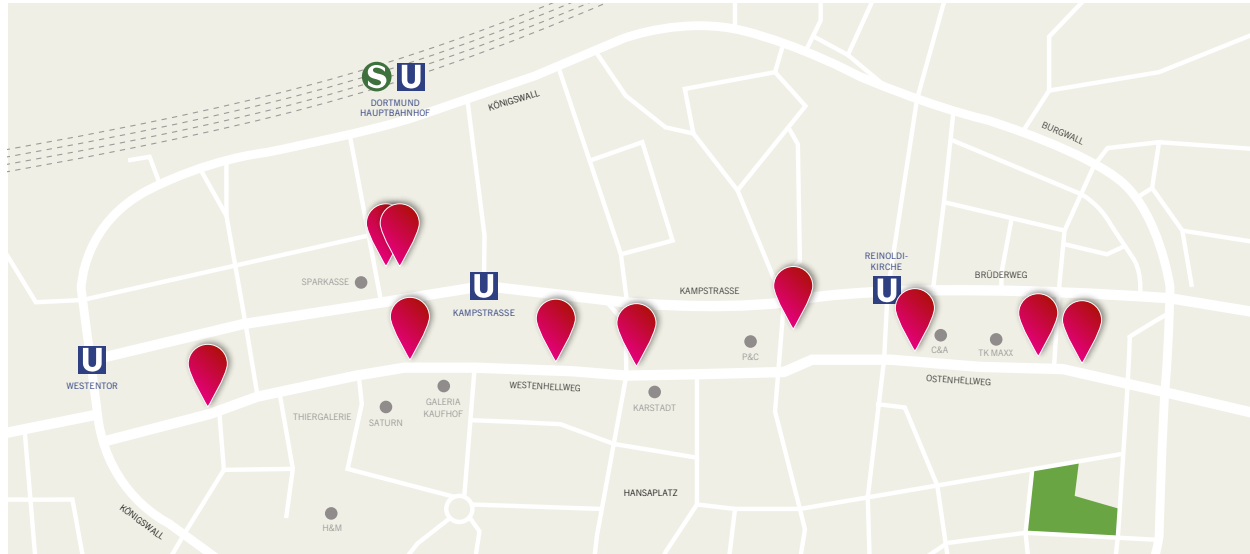 S U
DORTMUND
HAUPTBAHNHOF
KÖNIGSWALL
BURGWALL
REINOLDI-
KIRCHE
U
BRÜDERWEG
SPARKASSE
U
KAMPSTRASSE
KAMPSTRASSE
U
WESTENTOR
P&C
C&A
TK MAXX
WESTENHELLWEG
OSTENHELLWEG
GALERIA
KAUFHOF
KARSTADT
THIERGALERIE
SATURN
HANSAPLATZ
KÖNIGSWALL
H&M